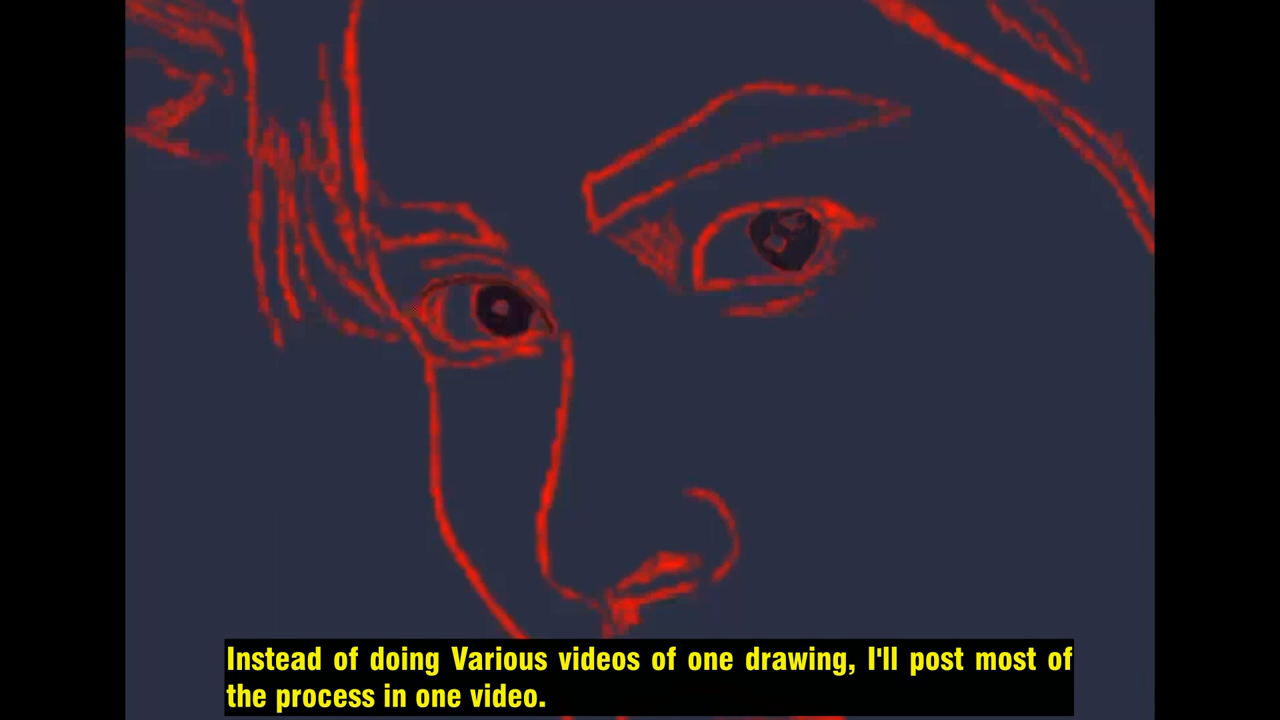 Instead of doing Various videos of one drawing, I'll post most of
the process in one video.